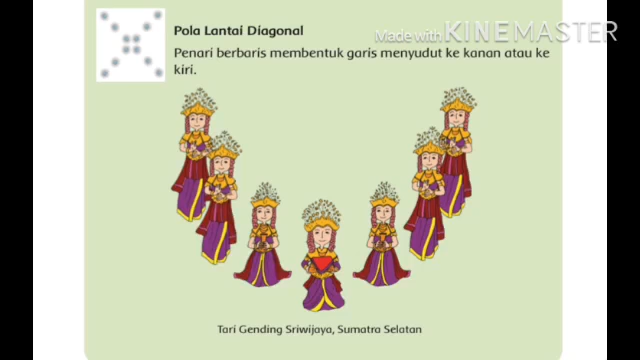 Pola Lantai Diagonal
Made with KINEMASTER
Penari berbaris membentuk garis menyudut ke kanan atau ke
kiri.
Tari Gending Sriwijaya, Sumatra Selatan